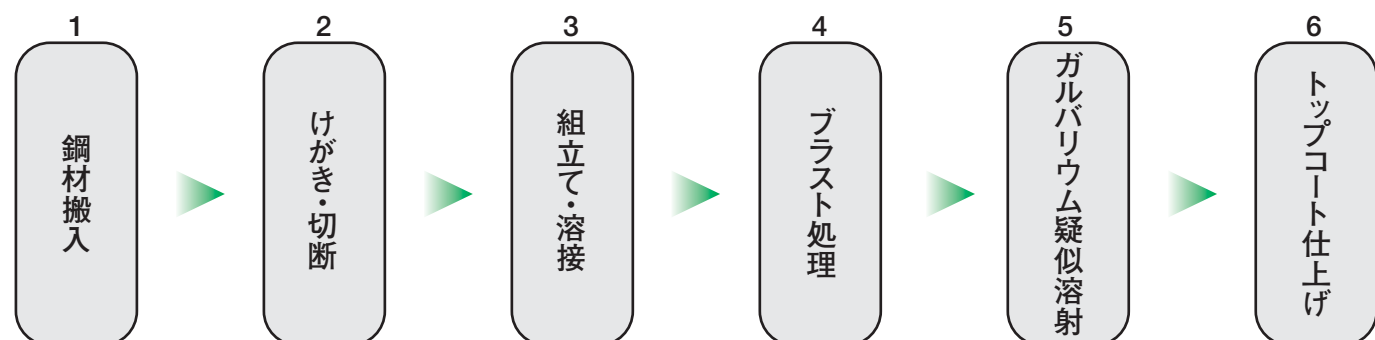 1
鋼材搬入
2
けがき・切断
3
組立て・溶接
4
ブラスト処理
5
ガルバリウム疑似溶射
6
トップコート仕上げ